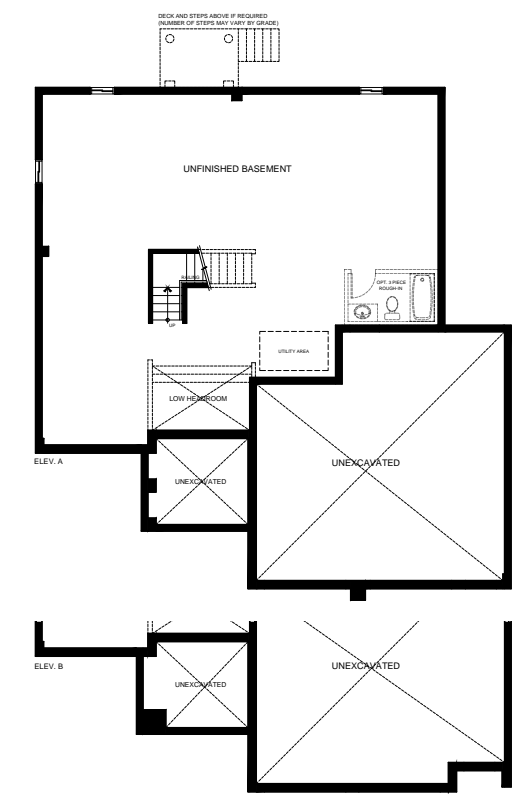 DECK AND STEPS ABOVE IF REQUIRED
(NUMBER OF STEPS MAY VARY BY GRADE)
UNFINISHED BASEMENT
RAILING
OPT. 3 PIECE
ROUGH-IN
UP
UTILITY AREA
LOW HEADROOM
ELEV. A
UNEXCAVATED
UNEXCAVATED
ELEV. B
UNEXCAVATED
UNEXCAVATED